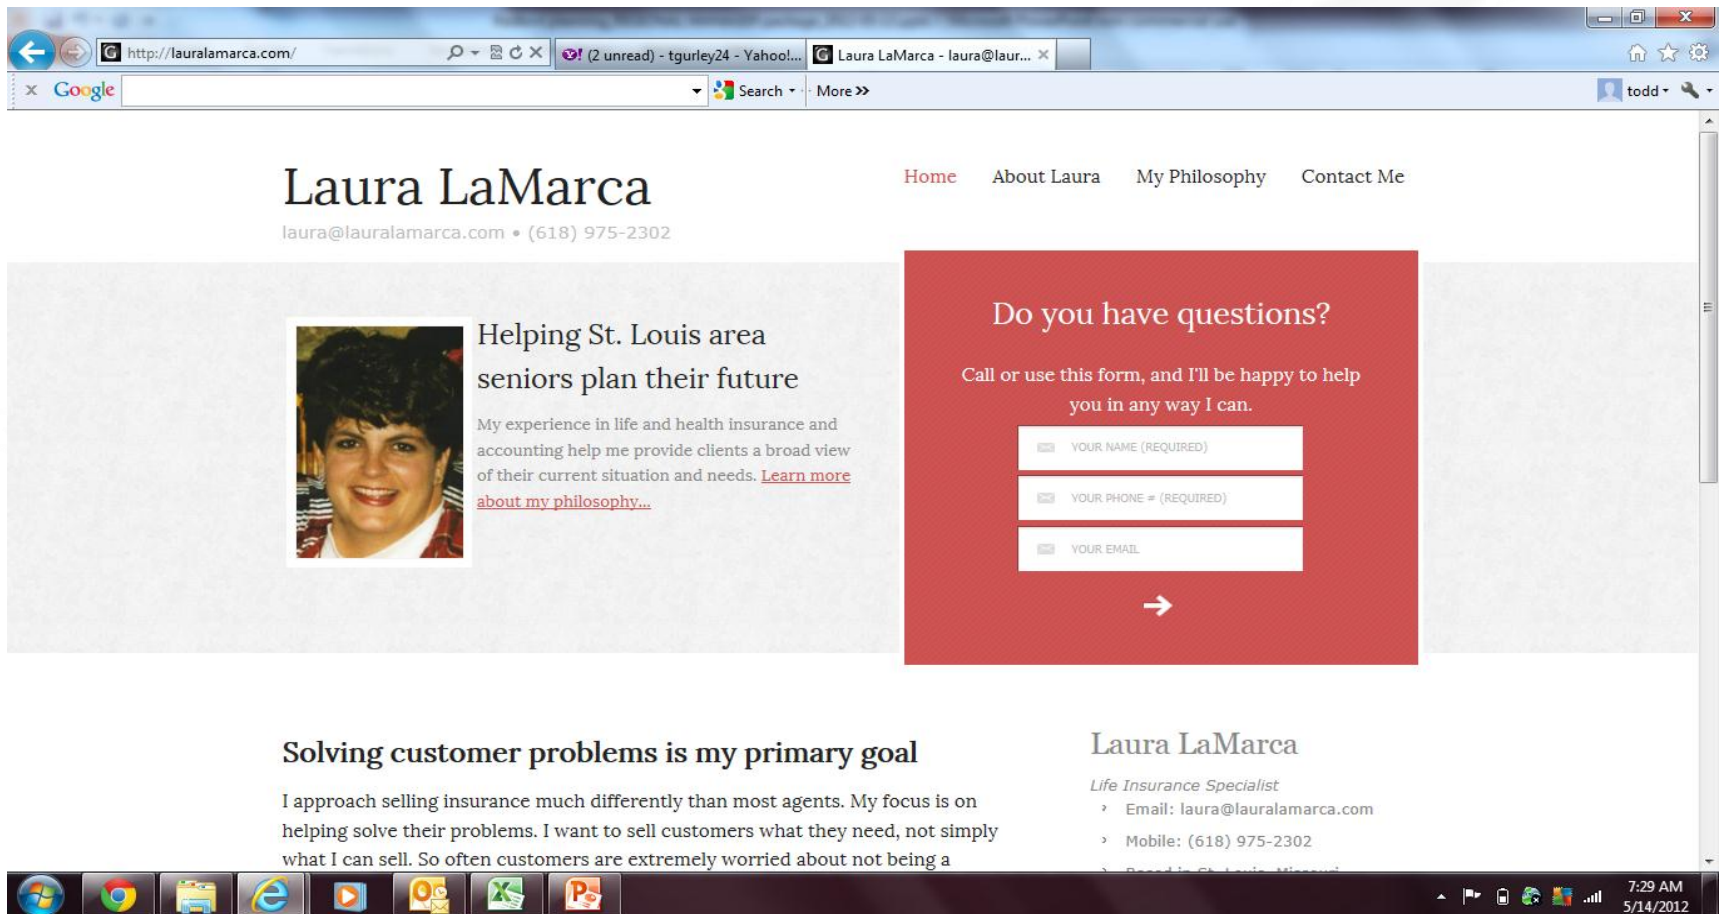 http://lauralamarca.com/
(2 unread) - tgurley24 - Yahoo!...
Laura LaMarca - laura@laur...
Google
Search
More >>
todd
Laura LaMarca
laura@lauralamarca.com • (618) 975-2302
Home
About Laura
My Philosophy
Contact Me
Helping St. Louis area
seniors plan their future
My experience in life and health insurance and
accounting help me provide clients a broad view
of their current situation and needs. Learn more
about my philosophy...
Do you have questions?
Call or use this form, and I'll be happy to help
you in any way I can.
YOUR NAME (REQUIRED)
YOUR PHONE # (REQUIRED)
YOUR EMAIL
Solving customer problems is my primary goal
I approach selling insurance much differently than most agents. My focus is on
helping solve their problems. I want to sell customers what they need, not simply
what I can sell. So often customers are extremely worried about not being a
Laura LaMarca
Life Insurance Specialist
Email: laura@lauralamarca.com
Mobile: (618) 975-2302
Based in St. Louis, Missouri
7:29 AM
5/14/2012